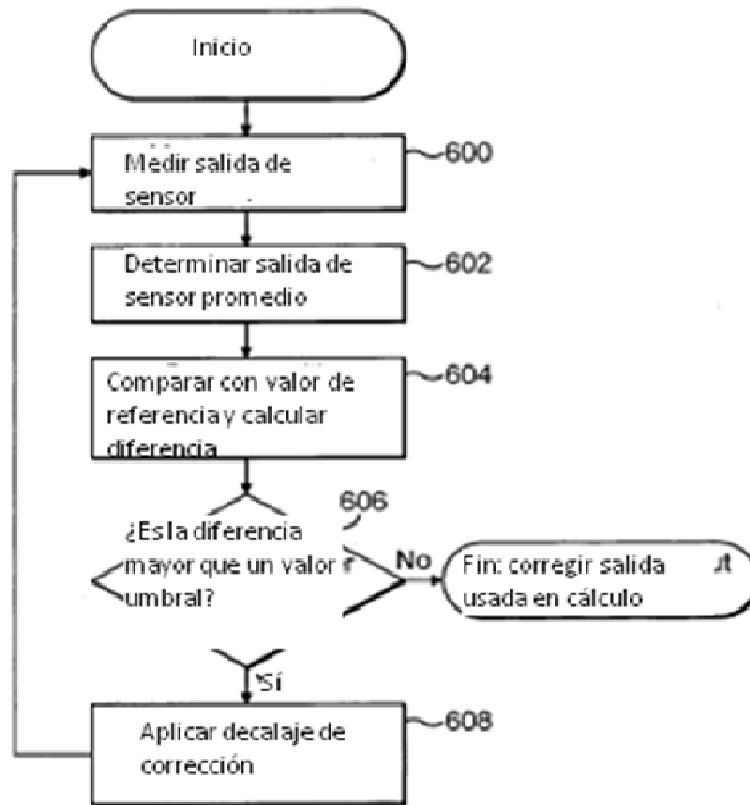 Inicio
Medir salida de
sensor
600
Determinar salida de
sensor promedio
602
Comparar con valor de
referencia y calcular
diferencia
604
606
¿Es la diferencia
mayor que un valor
umbral?
No
Fin: corregir salida
usada en cálculo
Sí
Aplicar decalaje de
corrección
608